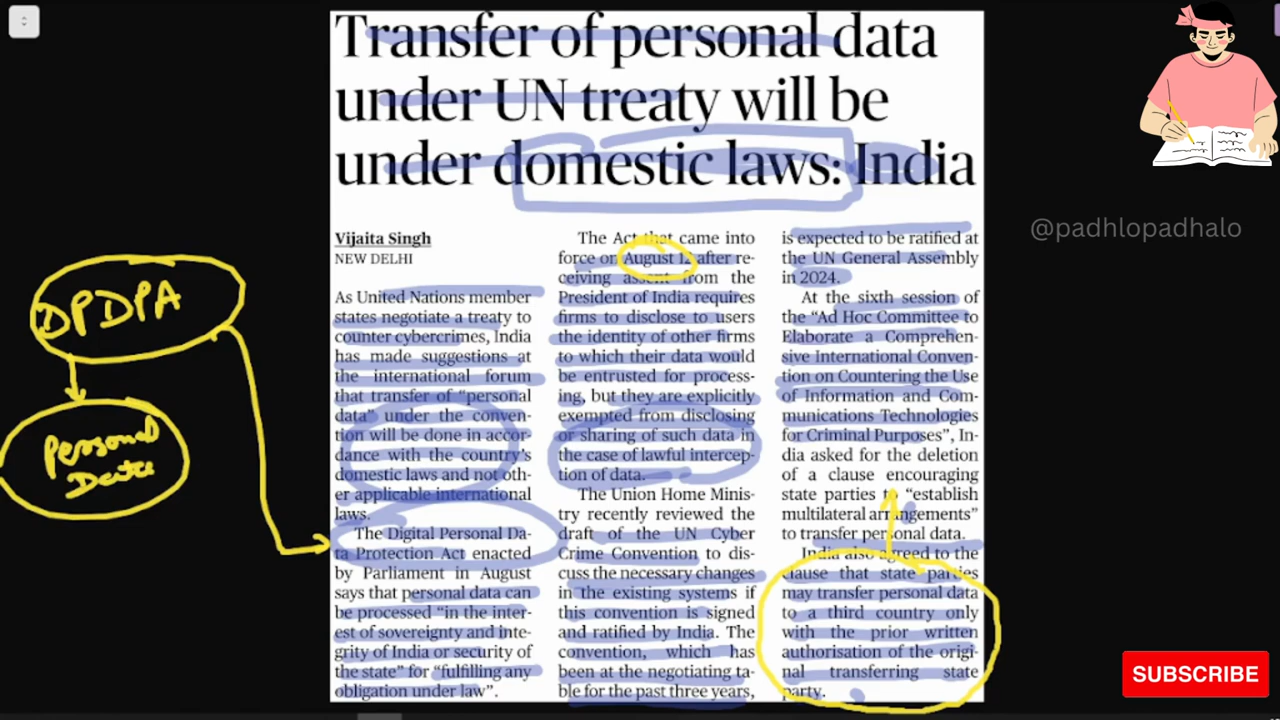 Transfer of personal data
under UN treaty will be
under domestic laws: India
@padhlopadhalo
DPDPA
Personal
Data
Vijaita Singh
NEW DELHI
As United Nations member
states negotiate a treaty to
counter cybercrimes, India
has made suggestions at
the international forum
that transfer of “personal
data” under the conven-
tion will be done in accor-
dance with the country’s
domestic laws and not oth-
er applicable international
laws.
The Digital Personal Da-
ta Protection Act enacted
by Parliament in August
says that personal data can
be processed “in the inter-
est of sovereignty and inte-
grity of India or security of
the state” for “fulfilling any
obligation under law”.
The Act that came into
force on August 12 after re-
ceiving assent from the
President of India requires
firms to disclose to users
the identity of other firms
to which their data would
be entrusted for process-
ing, but they are explicitly
exempted from disclosing
or sharing of such data in
the case of lawful intercep-
tion of data.
The Union Home Minis-
try recently reviewed the
draft of the UN Cyber
Crime Convention to dis-
cuss the necessary changes
in the existing systems if
this convention is signed
and ratified by India. The
convention, which has
been at the negotiating ta-
ble for the past three years,
is expected to be ratified at
the UN General Assembly
in 2024.
At the sixth session of
the “Ad Hoc Committee to
Elaborate a Comprehen-
sive International Conven-
tion on Countering the Use
of Information and Com-
munications Technologies
for Criminal Purposes”, In-
dia asked for the deletion
of a clause encouraging
state parties to “establish
multilateral arrangements”
to transfer personal data.
India also agreed to the
clause that state parties
may transfer personal data
to a third country only
with the prior written
authorisation of the origi-
nal transferring state
party.
SUBSCRIBE